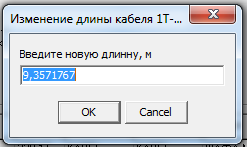 Изменение длины кабеля 1Т-...
Введите новую длинну, м
9,3571767
OK Cancel